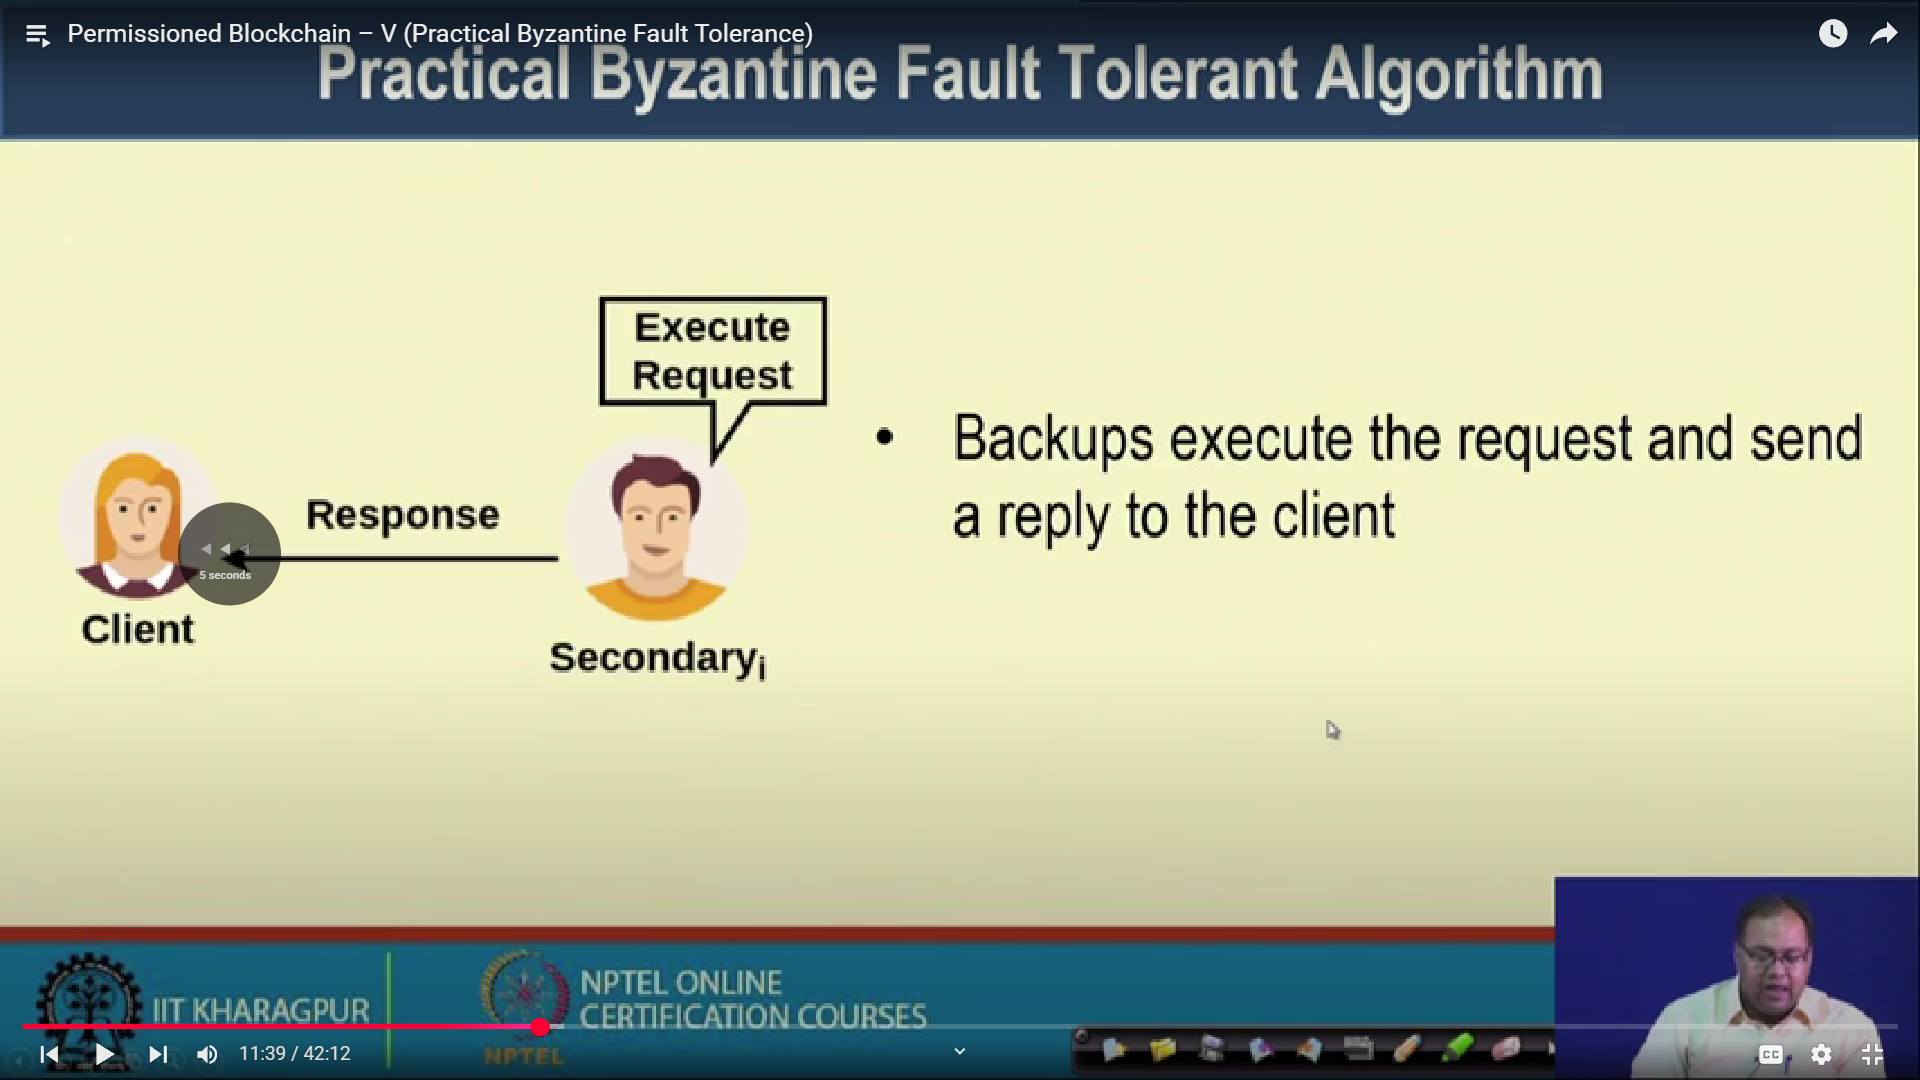 Permissioned Blockchain – V (Practical Byzantine Fault Tolerance)
Practical Byzantine Fault Tolerant Algorithm
Execute
Request
• Backups execute the request and send
a reply to the client
Response
5 seconds
Client
Secondaryi
IIT KHARAGPUR
NPTEL ONLINE
CERTIFICATION COURSES
NPTEL
11:39 / 42:12
CC